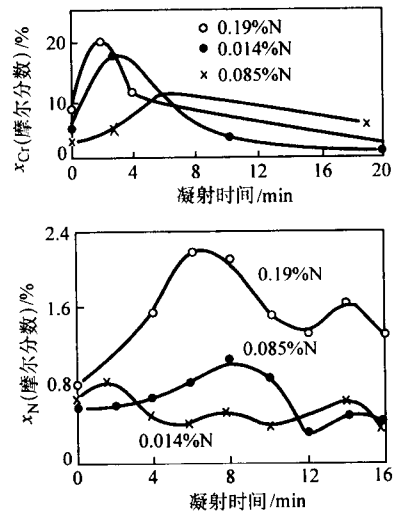 ○ 0.19%N
● 0.014%N
× 0.085%N
20
10
0
x_Cr(摩尔分数)/%
0 4 8 12 16 20
凝射时间/min
2.4
1.6
0.8
0
x_N(摩尔分数)/%
0.19%N
0.085%N
0.014%N
0 4 8 12 16
凝射时间/min